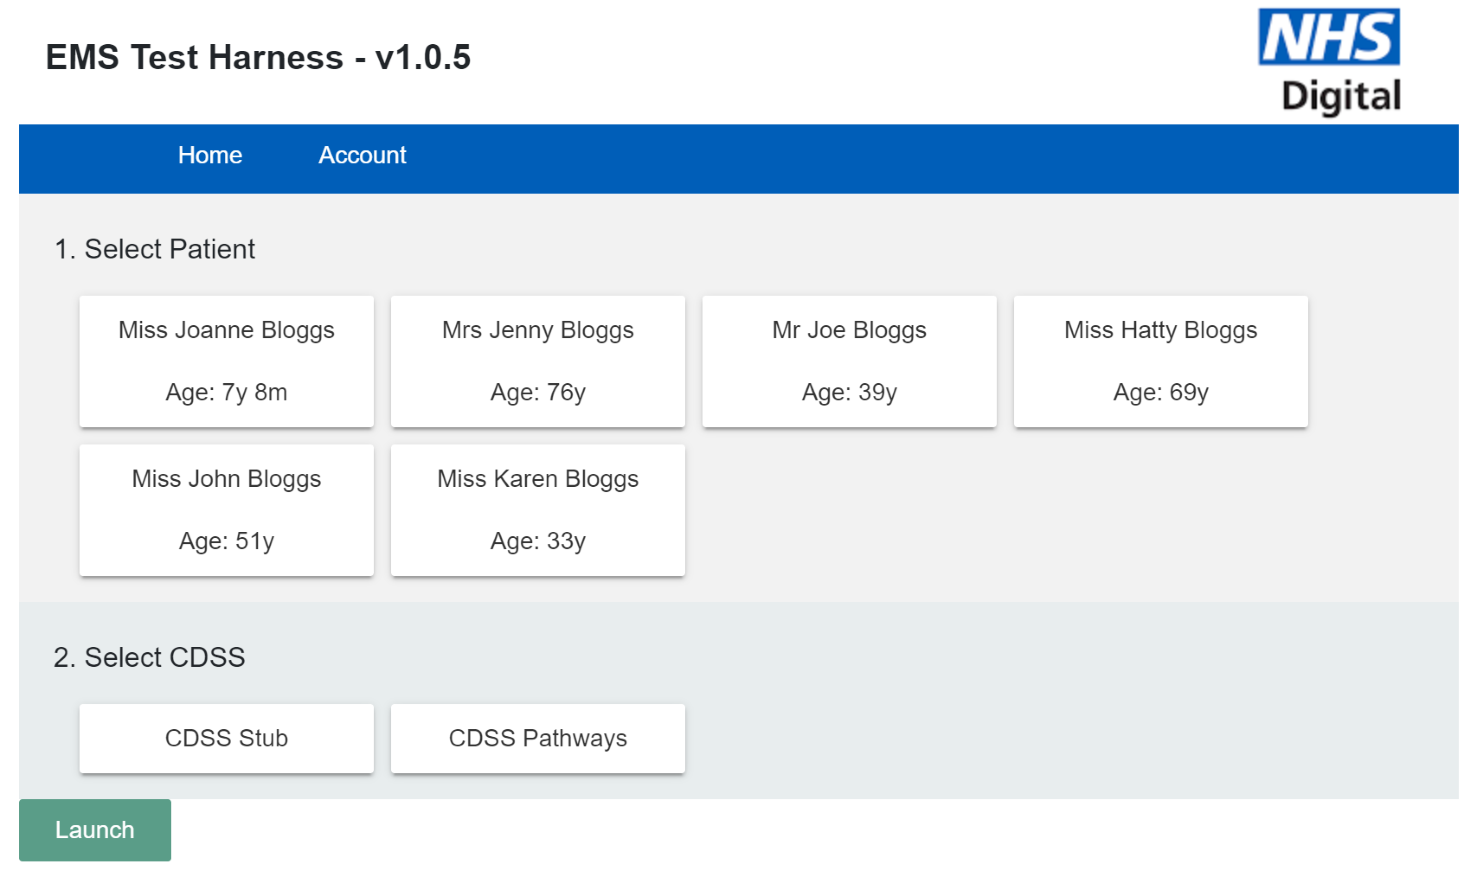 EMS Test Harness - v1.0.5
NHS
Digital
Home Account
1. Select Patient
Miss Joanne Bloggs
Age: 7y 8m
Mrs Jenny Bloggs
Age: 76y
Mr Joe Bloggs
Age: 39y
Miss Hatty Bloggs
Age: 69y
Miss John Bloggs
Age: 51y
Miss Karen Bloggs
Age: 33y
2. Select CDSS
CDSS Stub
CDSS Pathways
Launch